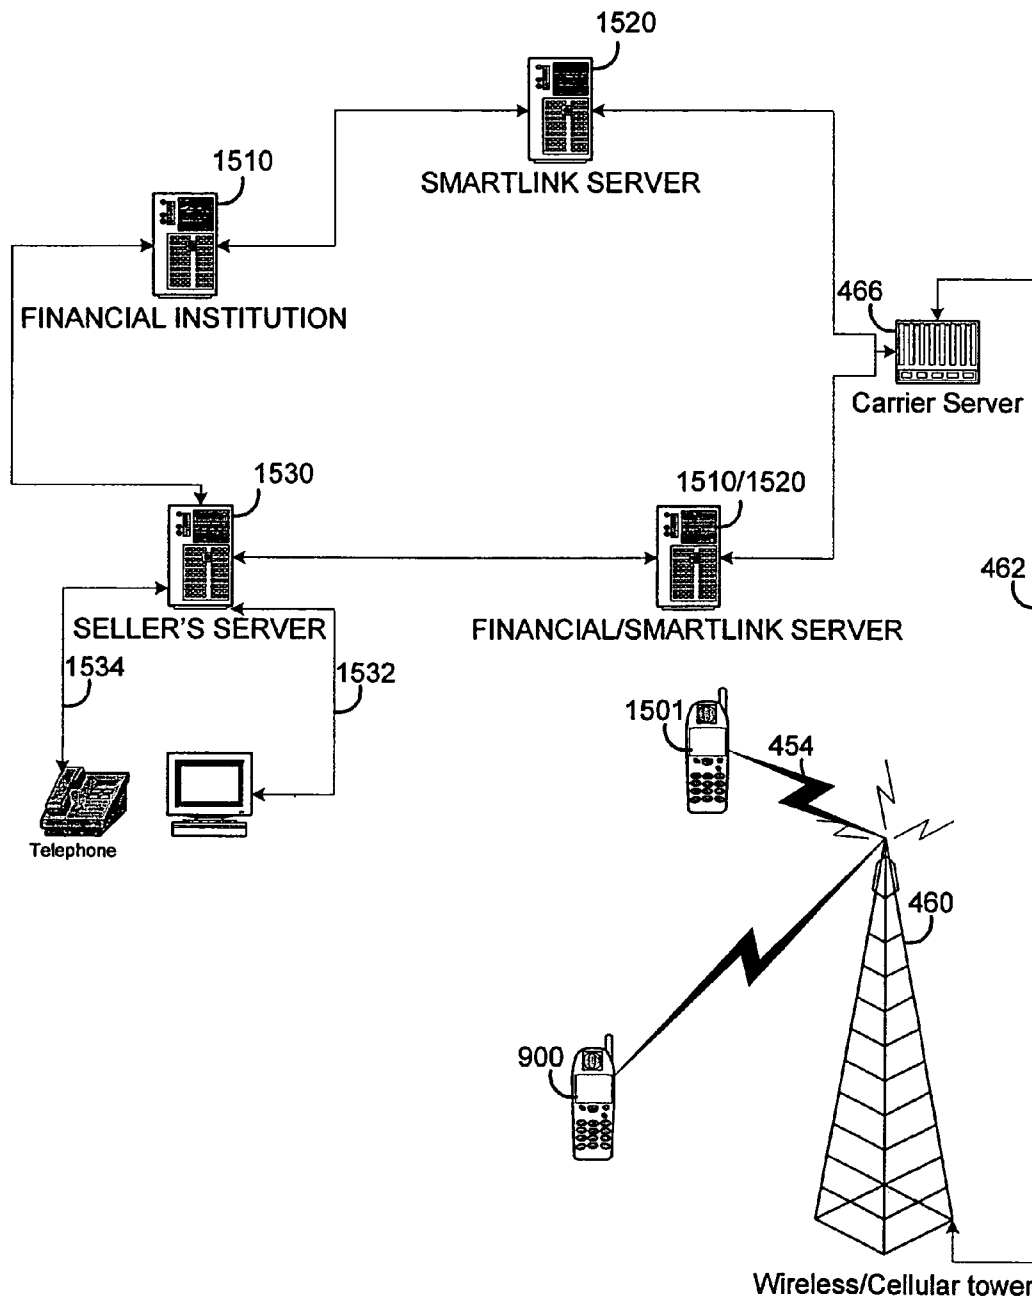 1520
SMARTLINK SERVER
1510
FINANCIAL INSTITUTION
466
Carrier Server
1530
1510/1520
462
SELLER'S SERVER
FINANCIAL/SMARTLINK SERVER
1534
1532
1501
454
Telephone
460
900
Wireless/Cellular tower